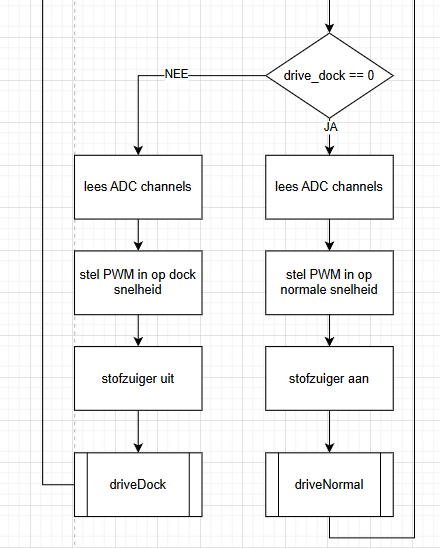 drive_dock == 0
NEE
JA
lees ADC channels
lees ADC channels
stel PWM in op dock
snelheid
stel PWM in op
normale snelheid
stofzuiger uit
stofzuiger aan
driveDock
driveNormal